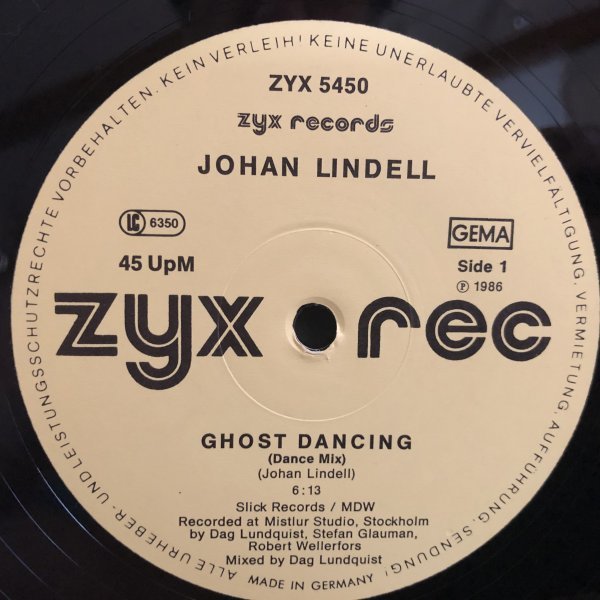 ALLE URHEBER- UND LEISTUNGSSCHUTZRECHTE VORBEHALTEN. KEIN VERLEIH! KEINE UNERLAUBTE VERVIELFÄLTIGUNG, VERMIETUNG, AUFFÜHRUNG, SENDUNG!
ZYX 5450
zyx records
JOHAN LINDELL
LC 6350
GEMA
45 UpM
Side 1
℗ 1986
zyx rec
GHOST DANCING
(Dance Mix)
(Johan Lindell)
6:13
Slick Records / MDW
Recorded at Mistlur Studio, Stockholm
by Dag Lundquist, Stefan Glauman,
Robert Wellerfors
Mixed by Dag Lundquist
MADE IN GERMANY